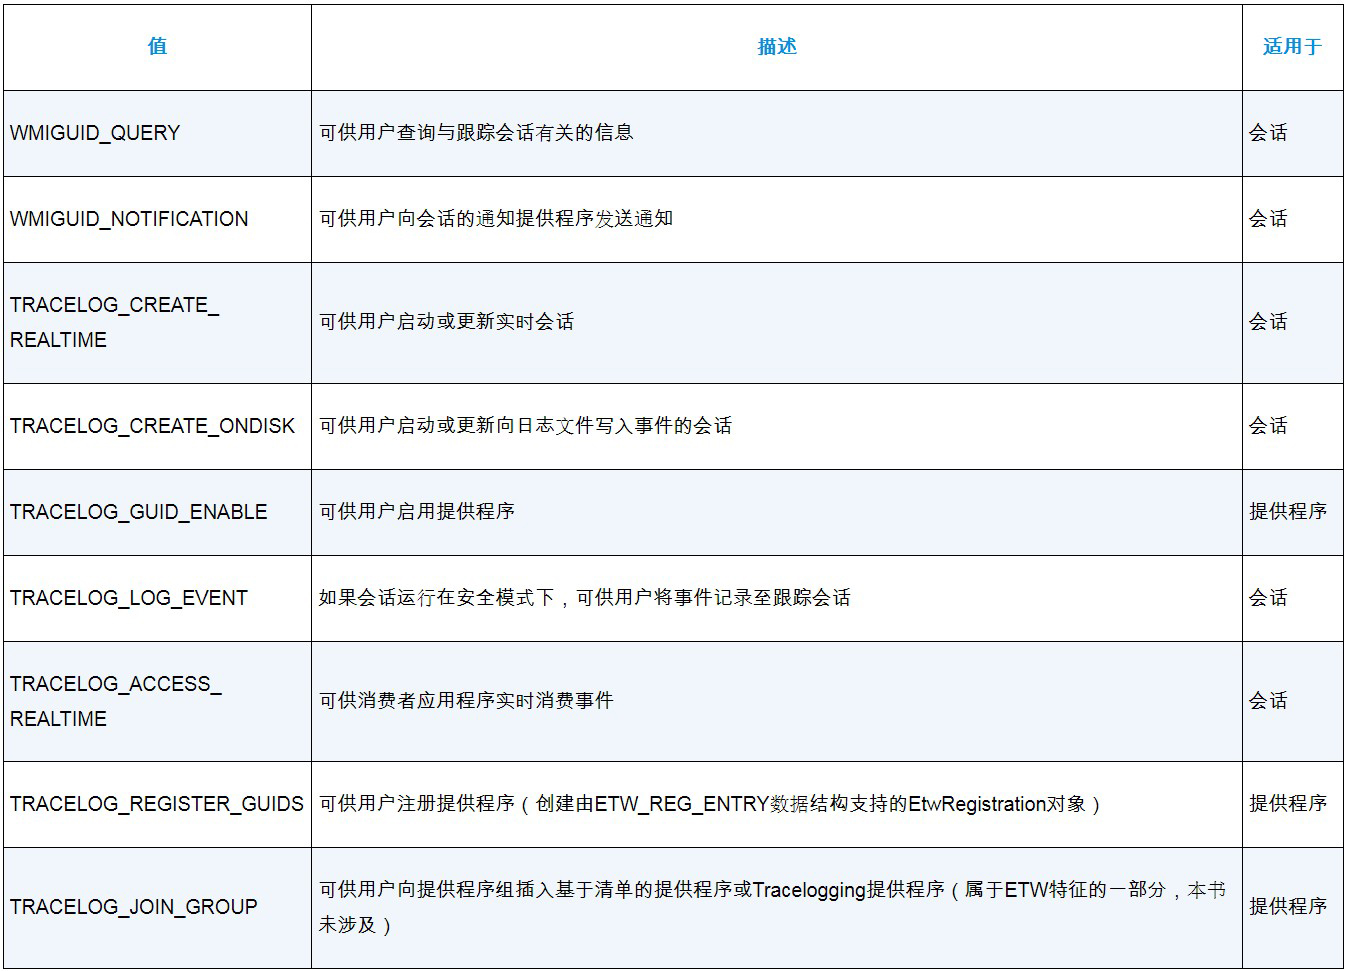 值 描述 适用于
WMIGUID_QUERY 可供用户查询与跟踪会话有关的信息 会话
WMIGUID_NOTIFICATION 可供用户向会话的通知提供程序发送通知 会话
TRACELOG_CREATE_
REALTIME 可供用户启动或更新实时会话 会话
TRACELOG_CREATE_ONDISK 可供用户启动或更新向日志文件写入事件的会话 会话
TRACELOG_GUID_ENABLE 可供用户启用提供程序 提供程序
TRACELOG_LOG_EVENT 如果会话运行在安全模式下，可供用户将事件记录至跟踪会话 会话
TRACELOG_ACCESS_
REALTIME 可供消费者应用程序实时消费事件 会话
TRACELOG_REGISTER_GUIDS 可供用户注册提供程序（创建由ETW_REG_ENTRY数据结构支持的EtwRegistration对象） 提供程序
TRACELOG_JOIN_GROUP 可供用户向提供程序组插入基于清单的提供程序或Tracelogging提供程序（属于ETW特征的一部分，本书
未涉及） 提供程序